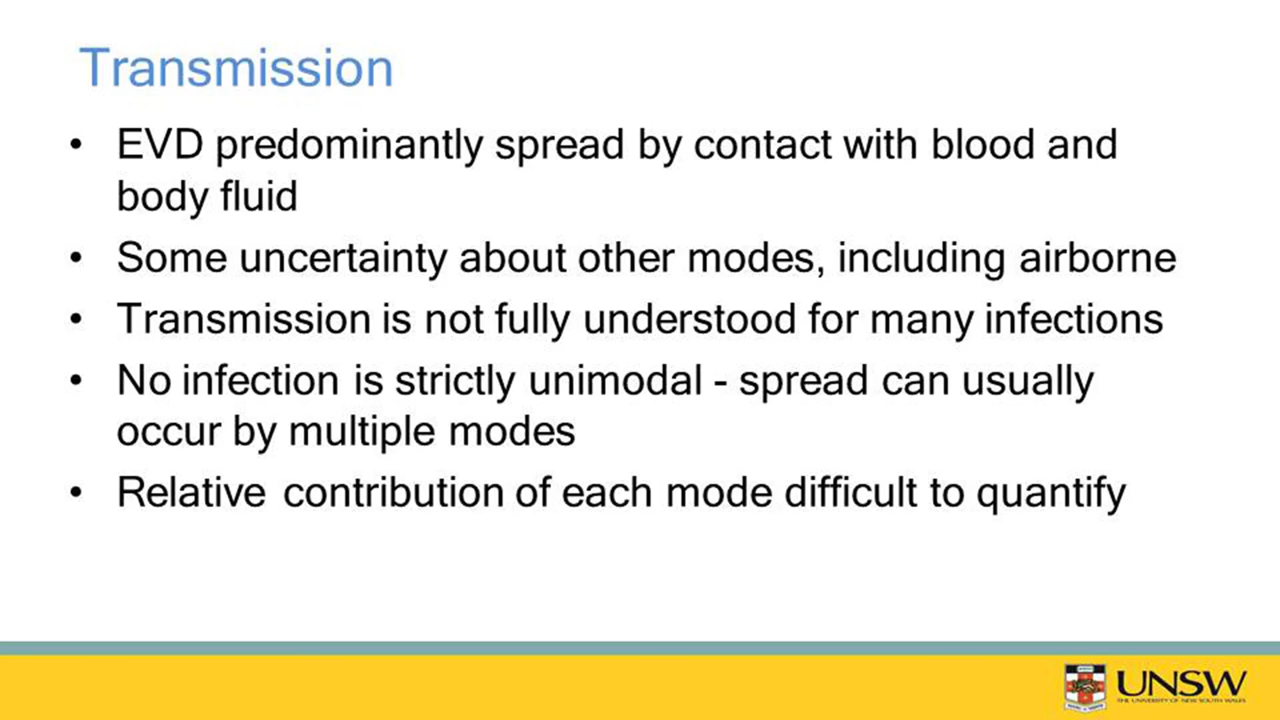 Transmission
• EVD predominantly spread by contact with blood and
body fluid
• Some uncertainty about other modes, including airborne
• Transmission is not fully understood for many infections
• No infection is strictly unimodal - spread can usually
occur by multiple modes
• Relative contribution of each mode difficult to quantify
UNSW
THE UNIVERSITY OF NEW SOUTH WALES